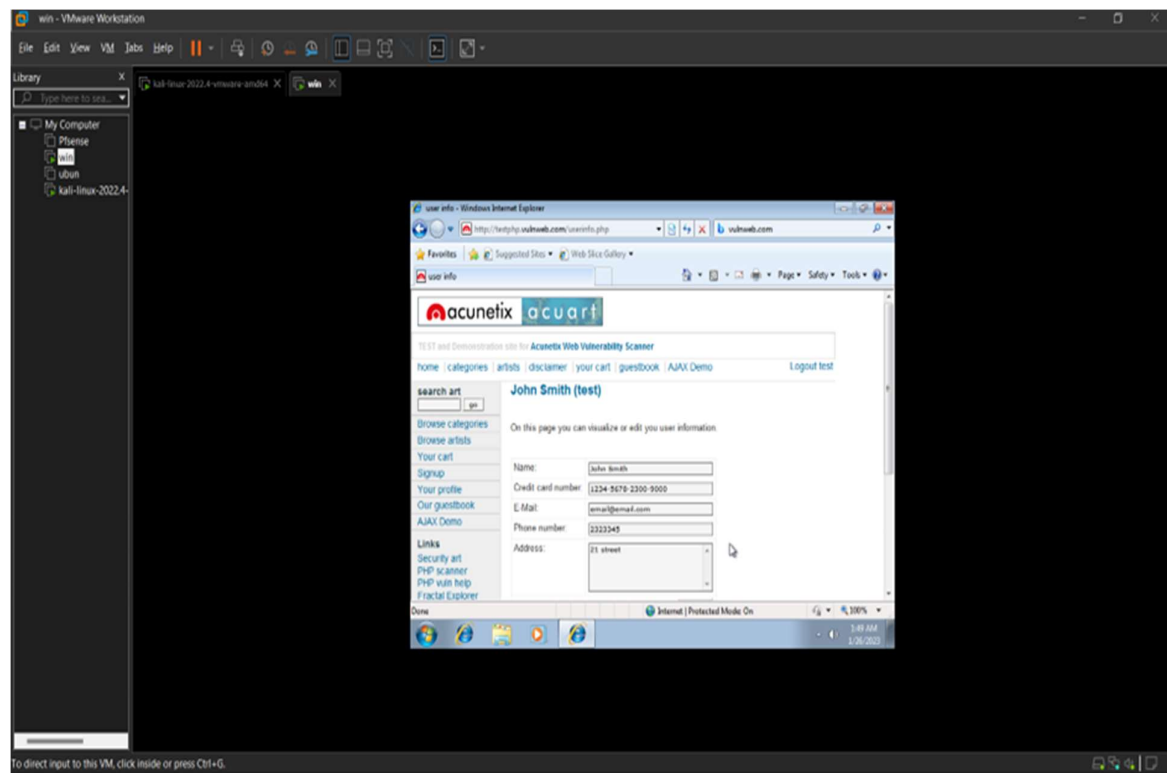 win - VMware Workstation
File Edit View VM Tabs Help
Library X
Type here to sea...
kali-linux-2022.4-vmware-amd64 X
win X
My Computer
Pfsense
win
ubun
kali-linux-2022.4-
user info - Windows Internet Explorer
http://testphp.vulnweb.com/userinfo.php
vulnweb.com
Favorites Suggested Sites Web Slice Gallery
user info
Page Safety Tools
acunetix acuart
TEST and Demonstration site for Acunetix Web Vulnerability Scanner
home categories artists disclaimer your cart guestbook AJAX Demo Logout test
search art
go
Browse categories
Browse artists
Your cart
Signup
Your profile
Our guestbook
AJAX Demo
Links
Security art
PHP scanner
PHP vuln help
Fractal Explorer
John Smith (test)
On this page you can visualize or edit you user information.
Name: John Smith
Credit card number: 1234-5678-2300-9000
E-Mail: email@email.com
Phone number: 2323345
Address: 21 street
Done
Internet | Protected Mode: On
100%
1:49 AM
1/26/2023
To direct input to this VM, click inside or press Ctrl+G.